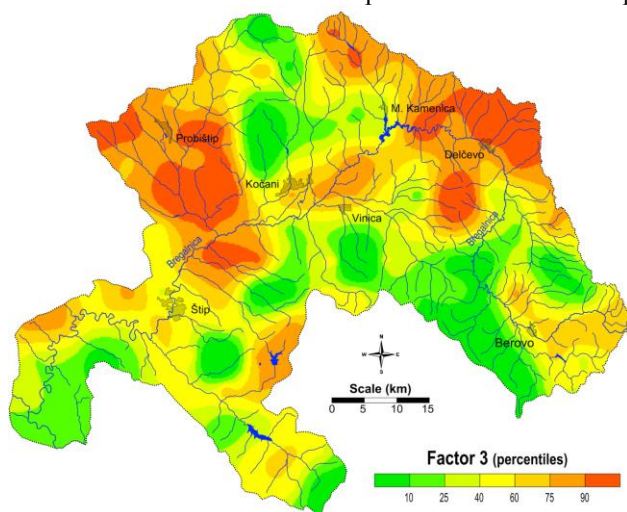 M. Kamenica
Probištip
Delčevo
Kočani
Vinica
Bregalnica
Bregalnica
Štip
Berovo
N
W E
S
Scale (km)
0 5 10 15
Factor 3 (percentiles)
10 25 40 60 75 90